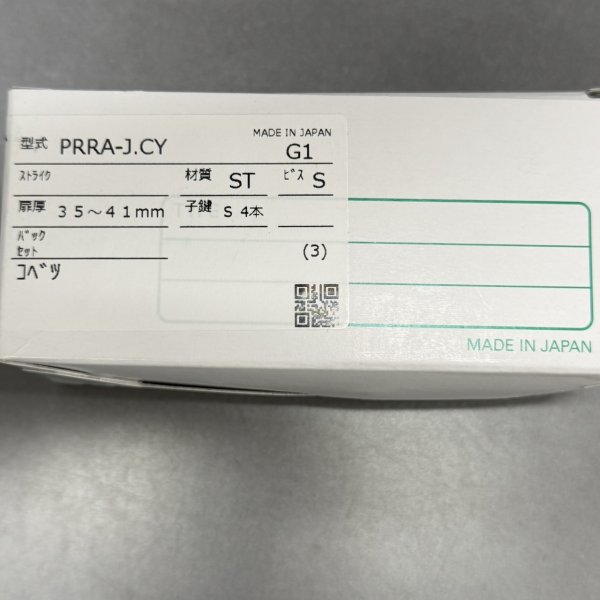 MADE IN JAPAN
型式 PRRA-J.CY G1
ストライク 材質 ST ビス S
扉厚 35～41mm 子鍵 S 4本
バック
セット (3)
コベツ
MADE IN JAPAN